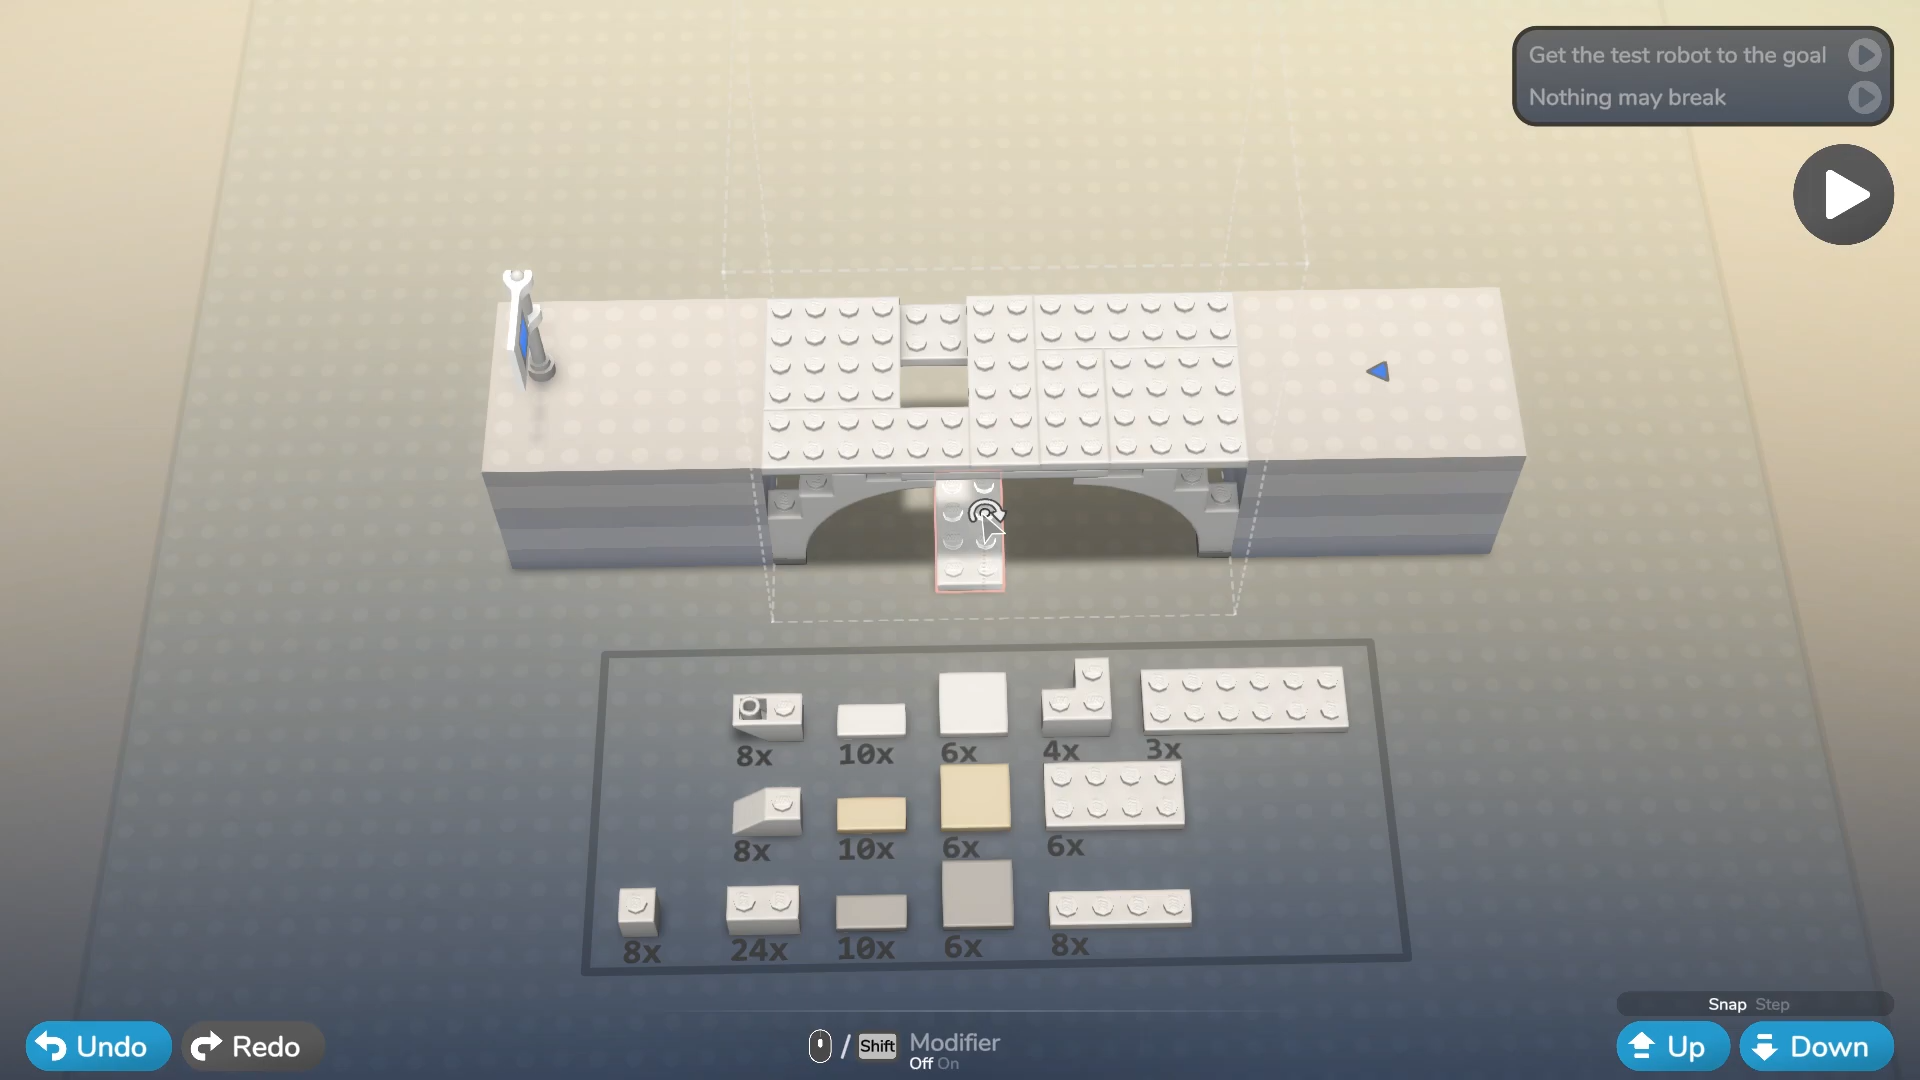 Get the test robot to the goal
Nothing may break
8x 10x 6x 4x 3x
8x 10x 6x 6x
8x 24x 10x 6x 8x
Snap Step
Undo Redo / Shift Modifier Up Down
Off On